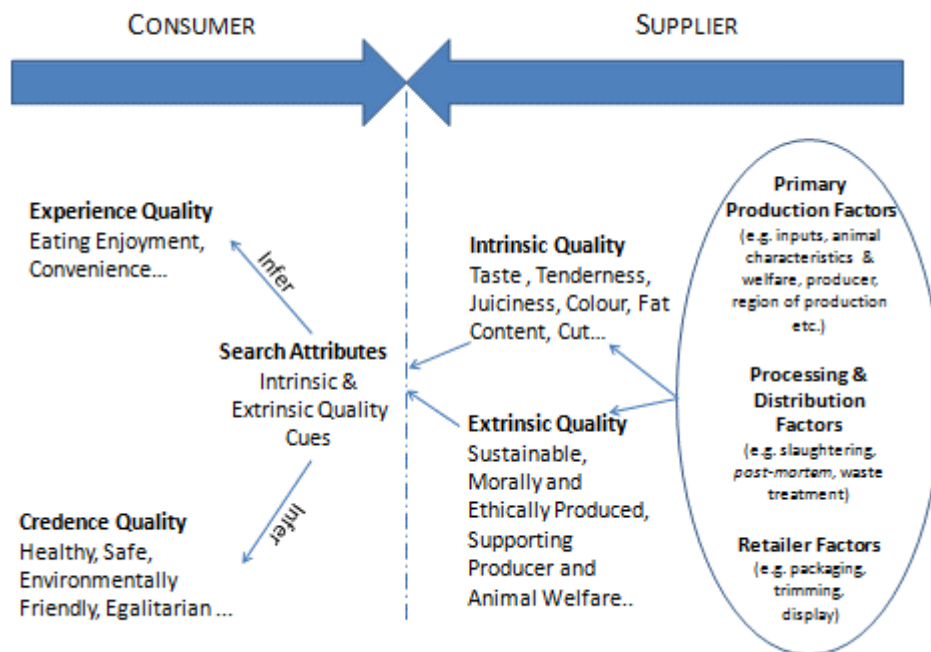 CONSUMER
SUPPLIER
Experience Quality
Eating Enjoyment,
Convenience...
Infer
Search Attributes
Intrinsic &
Extrinsic Quality
Cues
Infer
Credence Quality
Healthy, Safe,
Environmentally
Friendly, Egalitarian ...
Intrinsic Quality
Taste , Tenderness,
Juiciness, Colour, Fat
Content, Cut...
Extrinsic Quality
Sustainable,
Morally and
Ethically Produced,
Supporting
Producer and
Animal Welfare..
Primary
Production Factors
(e.g. inputs, animal
characteristics &
welfare, producer,
region of production
etc.)
Processing &
Distribution
Factors
(e.g. slaughtering,
post-mortem, waste
treatment)
Retailer Factors
(e.g. packaging,
trimming,
display)